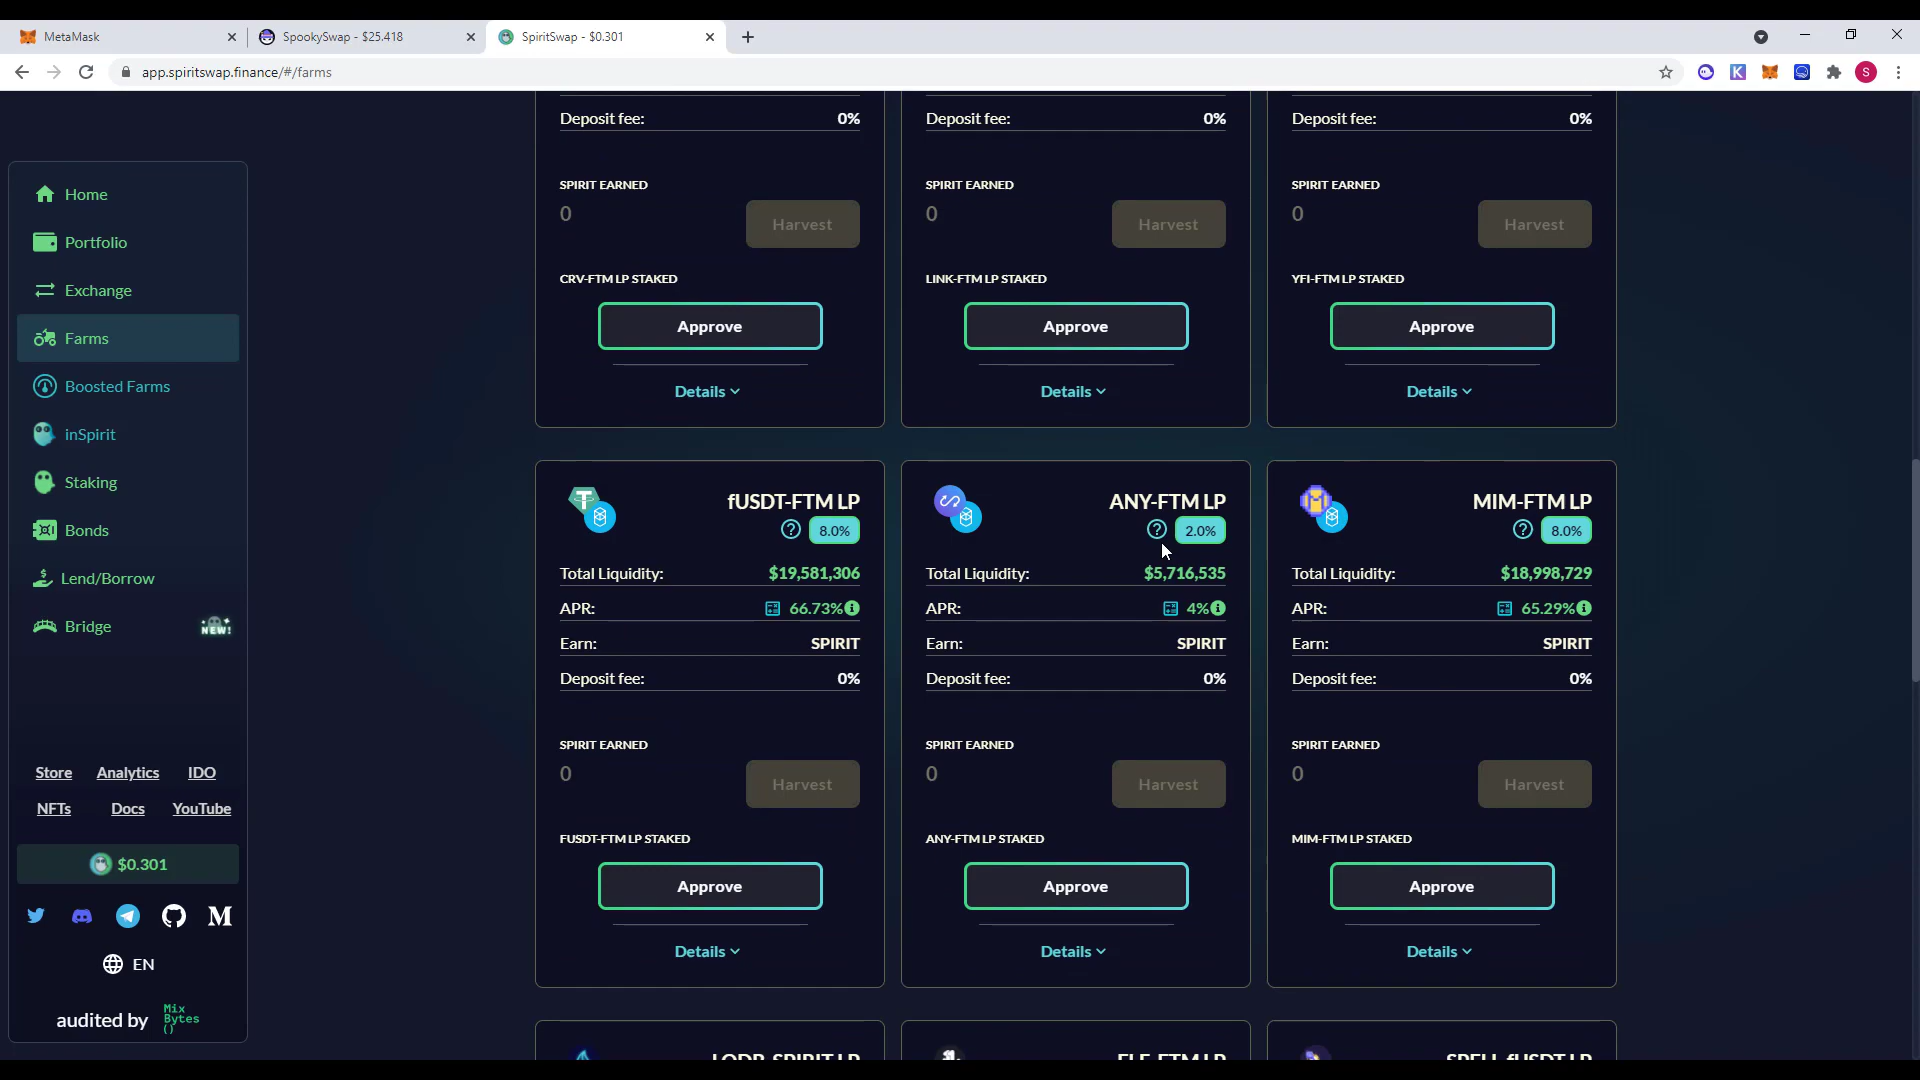 MetaMask
SpookySwap - $25.418
SpiritSwap - $0.301
app.spiritswap.finance/#/farms
K
S
Home
Portfolio
Exchange
Farms
Boosted Farms
inSpirit
Staking
Bonds
Lend/Borrow
Bridge
NEW!
Store Analytics IDO
NFTs Docs YouTube
$0.301
EN
audited by Mix
Bytes
()
Deposit fee: 0%
SPIRIT EARNED
0
Harvest
CRV-FTM LP STAKED
Approve
Details
Deposit fee: 0%
SPIRIT EARNED
0
Harvest
LINK-FTM LP STAKED
Approve
Details
Deposit fee: 0%
SPIRIT EARNED
0
Harvest
YFI-FTM LP STAKED
Approve
Details
fUSDT-FTM LP
8.0%
Total Liquidity: $19,581,306
APR: 66.73%
Earn: SPIRIT
Deposit fee: 0%
SPIRIT EARNED
0
Harvest
FUSDT-FTM LP STAKED
Approve
Details
ANY-FTM LP
2.0%
Total Liquidity: $5,716,535
APR: 4%
Earn: SPIRIT
Deposit fee: 0%
SPIRIT EARNED
0
Harvest
ANY-FTM LP STAKED
Approve
Details
MIM-FTM LP
8.0%
Total Liquidity: $18,998,729
APR: 65.29%
Earn: SPIRIT
Deposit fee: 0%
SPIRIT EARNED
0
Harvest
MIM-FTM LP STAKED
Approve
Details
SPIRIT LP
FTM LP
SPELL-fUSDT LP